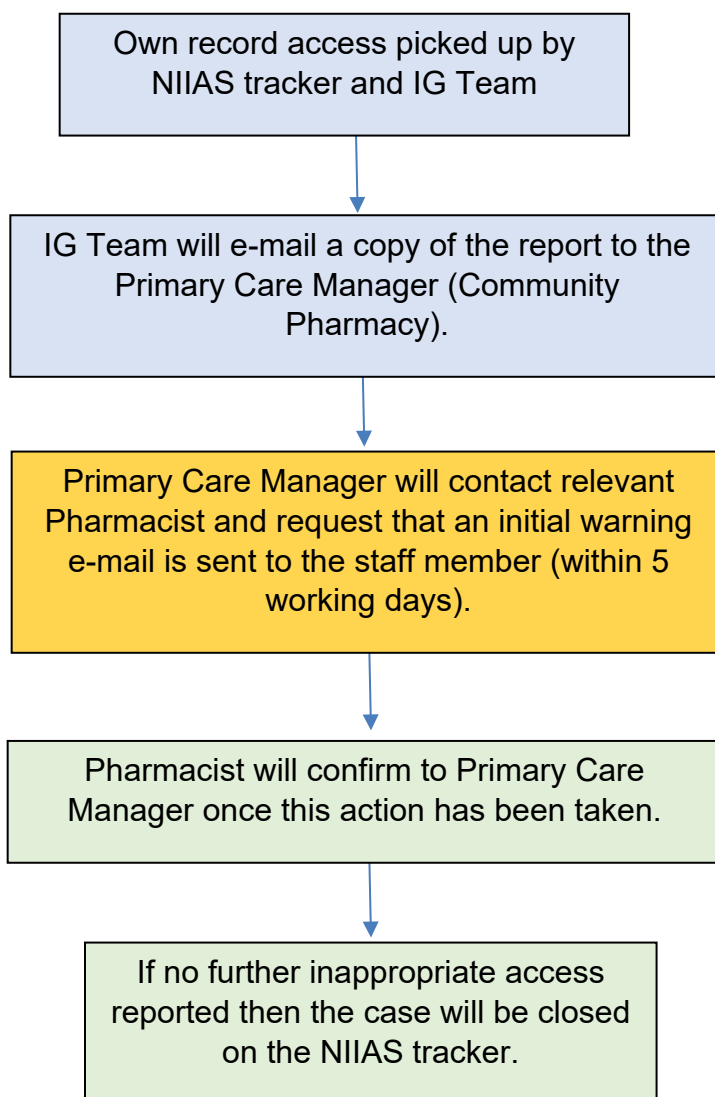 Own record access picked up by
NIIAS tracker and IG Team
IG Team will e-mail a copy of the report to the
Primary Care Manager (Community
Pharmacy).
Primary Care Manager will contact relevant
Pharmacist and request that an initial warning
e-mail is sent to the staff member (within 5
working days).
Pharmacist will confirm to Primary Care
Manager once this action has been taken.
If no further inappropriate access
reported then the case will be closed
on the NIIAS tracker.